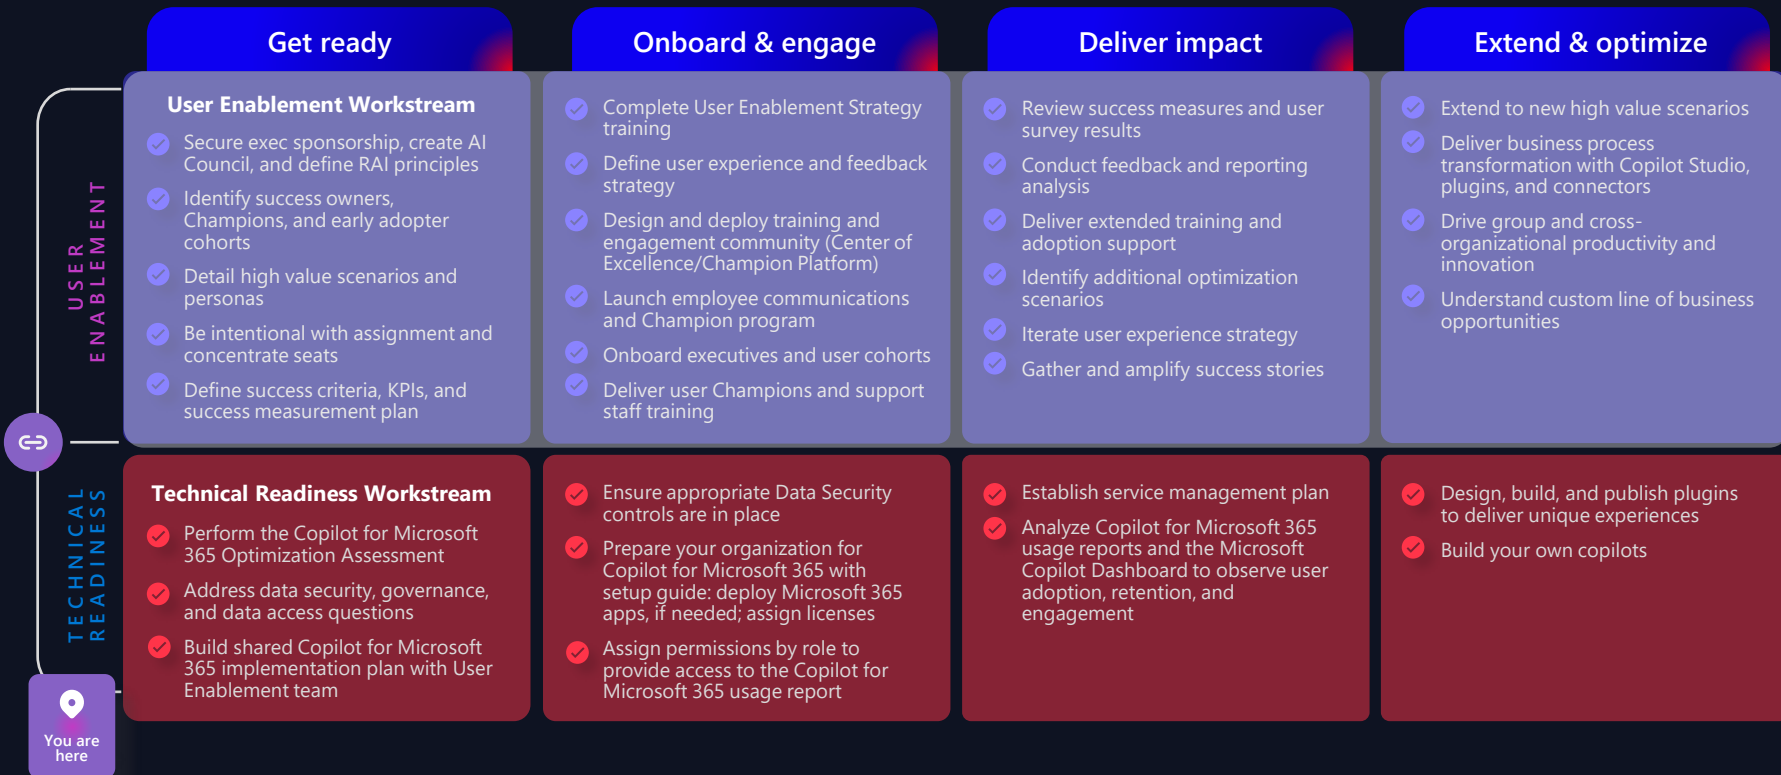 Get ready
Onboard & engage
Deliver impact
Extend & optimize
USER
ENABLEMENT
User Enablement Workstream
Secure exec sponsorship, create AI
Council, and define RAI principles
Identify success owners,
Champions, and early adopter
cohorts
Detail high value scenarios and
personas
Be intentional with assignment and
concentrate seats
Define success criteria, KPIs, and
success measurement plan
Complete User Enablement Strategy
training
Define user experience and feedback
strategy
Design and deploy training and
engagement community (Center of
Excellence/Champion Platform)
Launch employee communications
and Champion program
Onboard executives and user cohorts
Deliver user Champions and support
staff training
Review success measures and user
survey results
Conduct feedback and reporting
analysis
Deliver extended training and
adoption support
Identify additional optimization
scenarios
Iterate user experience strategy
Gather and amplify success stories
Extend to new high value scenarios
Deliver business process
transformation with Copilot Studio,
plugins, and connectors
Drive group and cross-
organizational productivity and
innovation
Understand custom line of business
opportunities
TECHNICAL
READINESS
Technical Readiness Workstream
Perform the Copilot for Microsoft
365 Optimization Assessment
Address data security, governance,
and data access questions
Build shared Copilot for Microsoft
365 implementation plan with User
Enablement team
Ensure appropriate Data Security
controls are in place
Prepare your organization for
Copilot for Microsoft 365 with
setup guide: deploy Microsoft 365
apps, if needed; assign licenses
Assign permissions by role to
provide access to the Copilot for
Microsoft 365 usage report
Establish service management plan
Analyze Copilot for Microsoft 365
usage reports and the Microsoft
Copilot Dashboard to observe user
adoption, retention, and
engagement
Design, build, and publish plugins
to deliver unique experiences
Build your own copilots
You are
here